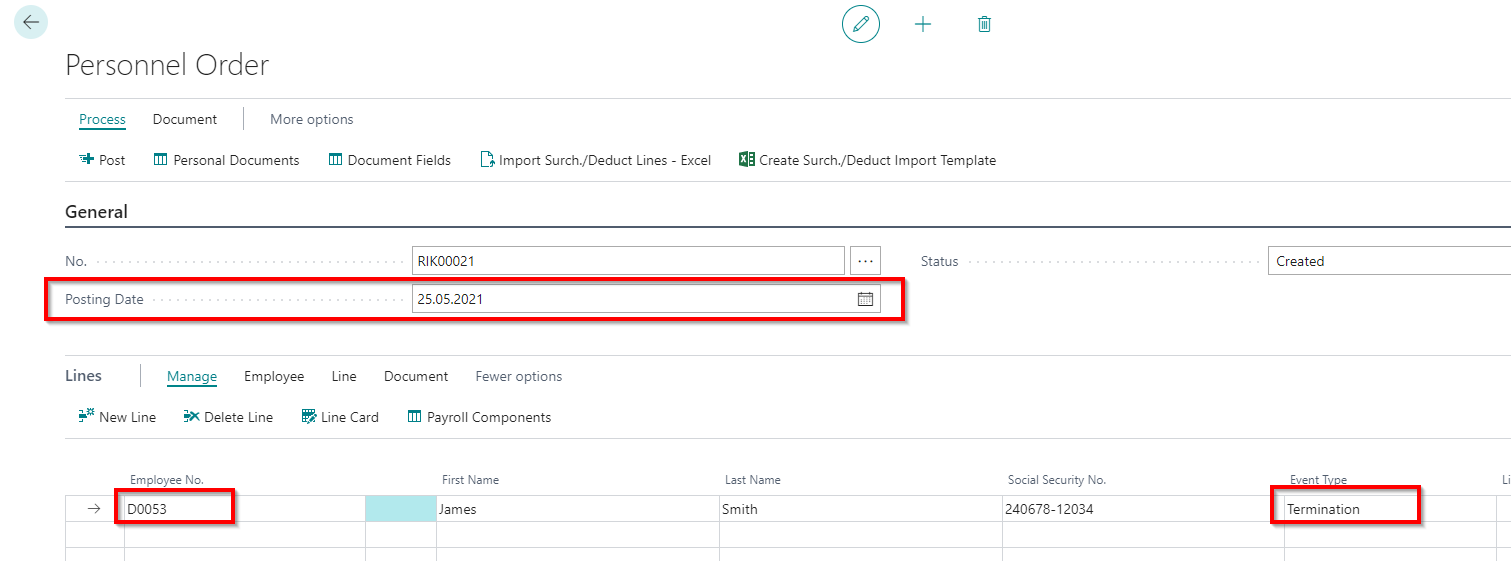 Personnel Order
Process Document More options
Post Personal Documents Document Fields Import Surch./Deduct Lines - Excel Create Surch./Deduct Import Template
General
No. RIK00021 ... Status Created
Posting Date 25.05.2021
Lines Manage Employee Line Document Fewer options
New Line Delete Line Line Card Payroll Components
Employee No. First Name Last Name Social Security No. Event Type Li
D0053 James Smith 240678-12034 Termination